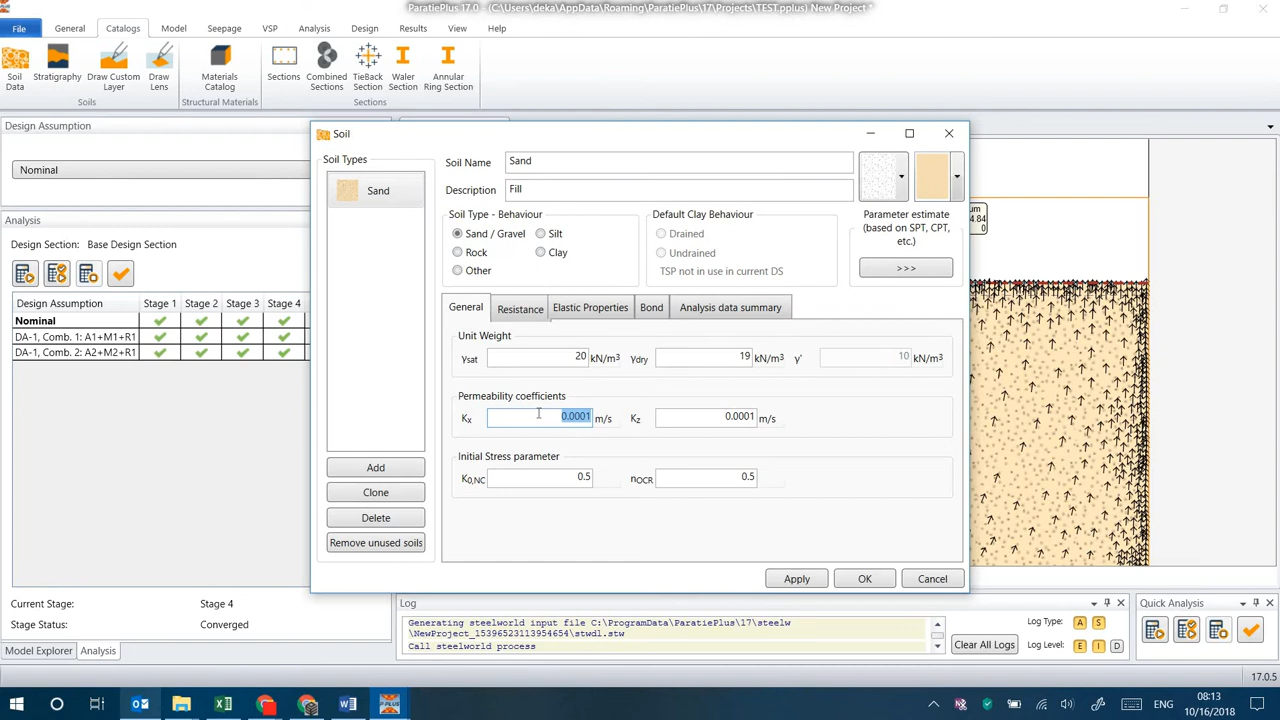 ParatiePlus 17.0 - (C:\Users\deka\AppData\Roaming\ParatiePlus\17\Projects\TEST.pplus) New Project *
File General Catalogs Model Seepage VSP Analysis Design Results View Help
Soil Data
Stratigraphy
Draw Custom Layer
Draw Lens
Materials Catalog
Sections
Combined Sections
TieBack Section
Waler Section
Annular Ring Section
Soils
Structural Materials
Sections
Design Assumption
Nominal
Analysis
Design Section: Base Design Section
Design Assumption Stage 1 Stage 2 Stage 3 Stage 4
Nominal
DA-1, Comb. 1: A1+M1+R1
DA-1, Comb. 2: A2+M2+R1
Current Stage: Stage 4
Stage Status: Converged
Model Explorer Analysis
Soil
Soil Types
Sand
Add
Clone
Delete
Remove unused soils
Soil Name Sand
Description Fill
Soil Type - Behaviour
Sand / Gravel Silt
Rock Clay
Other
Default Clay Behaviour
Drained
Undrained
TSP not in use in current DS
Parameter estimate
(based on SPT, CPT,
etc.)
>>>
General Resistance Elastic Properties Bond Analysis data summary
Unit Weight
γsat 20 kN/m³ γdry 19 kN/m³ γ' 10 kN/m³
Permeability coefficients
Kx 0.0001 m/s Kz 0.0001 m/s
Initial Stress parameter
K0,NC 0.5 nOCR 0.5
Apply OK Cancel
um
4.84
0
Log
Generating steelworld input file C:\ProgramData\ParatiePlus\17\steelw
\NewProject_15396523113954654\stwdl.stw
Call steelworld process
Clear All Logs
Log Type: A S
Log Level: E I D
Quick Analysis
17.0.5
ENG
08:13
10/16/2018